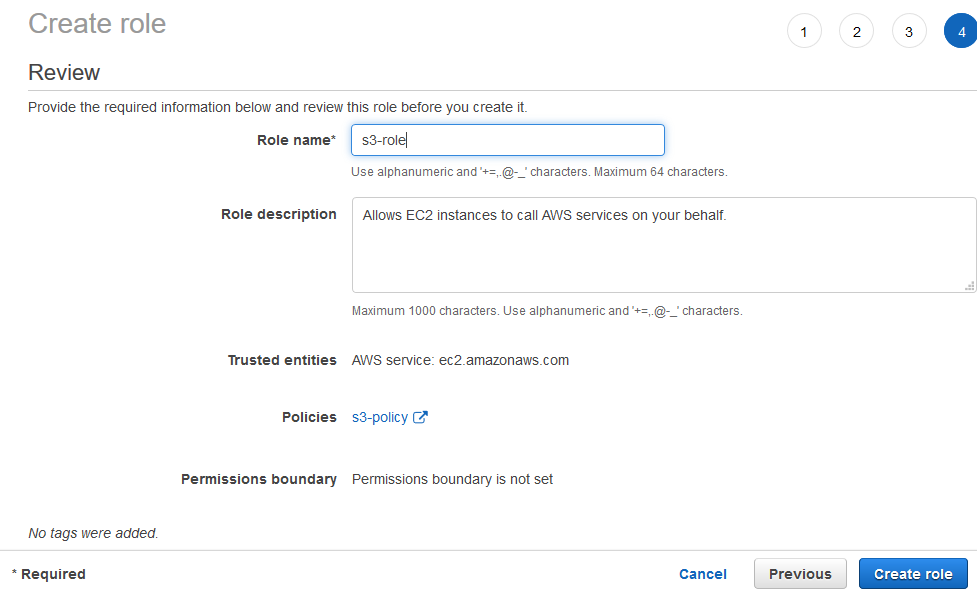 Create role
1 2 3 4
Review
Provide the required information below and review this role before you create it.
Role name* s3-role
Use alphanumeric and '+=,.@-_' characters. Maximum 64 characters.
Role description Allows EC2 instances to call AWS services on your behalf.
Maximum 1000 characters. Use alphanumeric and '+=,.@-_' characters.
Trusted entities AWS service: ec2.amazonaws.com
Policies s3-policy
Permissions boundary Permissions boundary is not set
No tags were added.
* Required Cancel Previous Create role